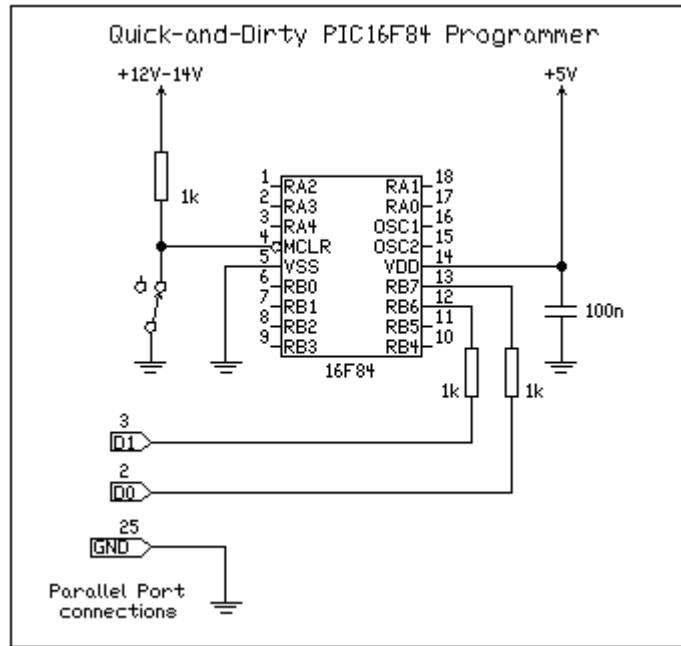 Quick-and-Dirty PIC16F84 Programmer
+12V-14V
+5V
1k
1 RA2 RA1 18
2 RA3 RA0 17
3 RA4 OSC1 16
4 MCLR OSC2 15
5 VSS VDD 14
6 RB0 RB7 13
7 RB1 RB6 12
8 RB2 RB5 11
9 RB3 RB4 10
16F84
100n
1k
1k
3
D1
2
D0
25
GND
Parallel Port
connections